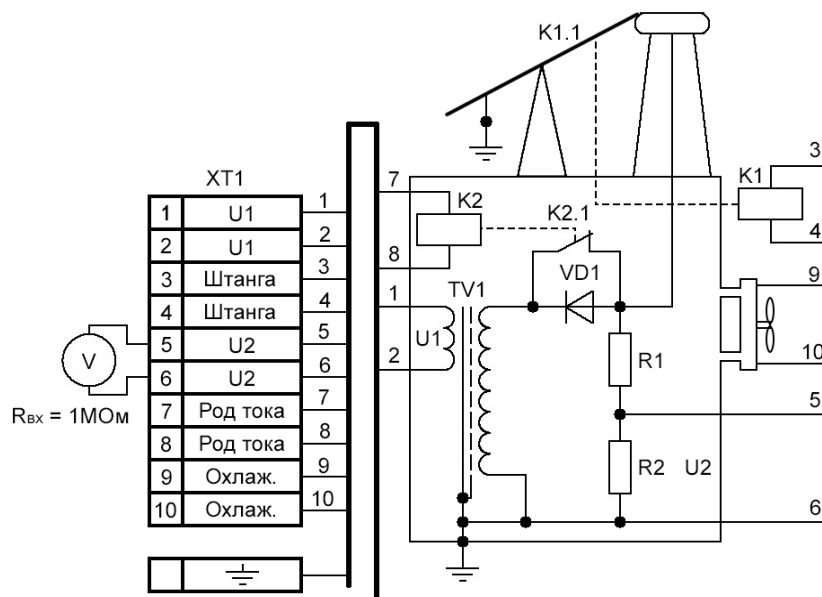 K1.1
3
K1
4
XT1
7
K2
K2.1
8
1 U1 1
2 U1 2
3 Штанга 3
4 Штанга 4
5 U2 5
6 U2 6
7 Род тока 7
8 Род тока 8
9 Охлаж. 9
10 Охлаж. 10
V
Rвх = 1МОм
1
TV1
VD1
U1
2
9
10
R1
5
R2 U2
6